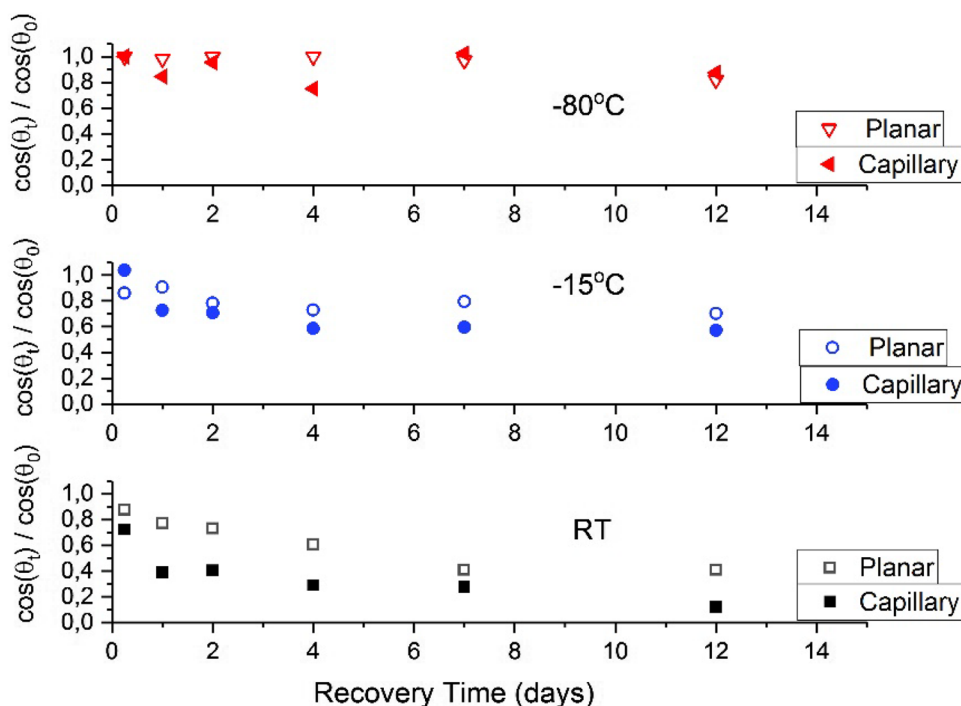 cos(θt) / cos(θ0)
1,0
0,8
0,6
0,4
0,2
0,0
-80°C
Planar
Capillary
0 2 4 6 8 10 12 14
cos(θt) / cos(θ0)
1,0
0,8
0,6
0,4
0,2
0,0
-15°C
Planar
Capillary
0 2 4 6 8 10 12 14
cos(θt) / cos(θ0)
1,0
0,8
0,6
0,4
0,2
0,0
RT
Planar
Capillary
0 2 4 6 8 10 12 14
Recovery Time (days)